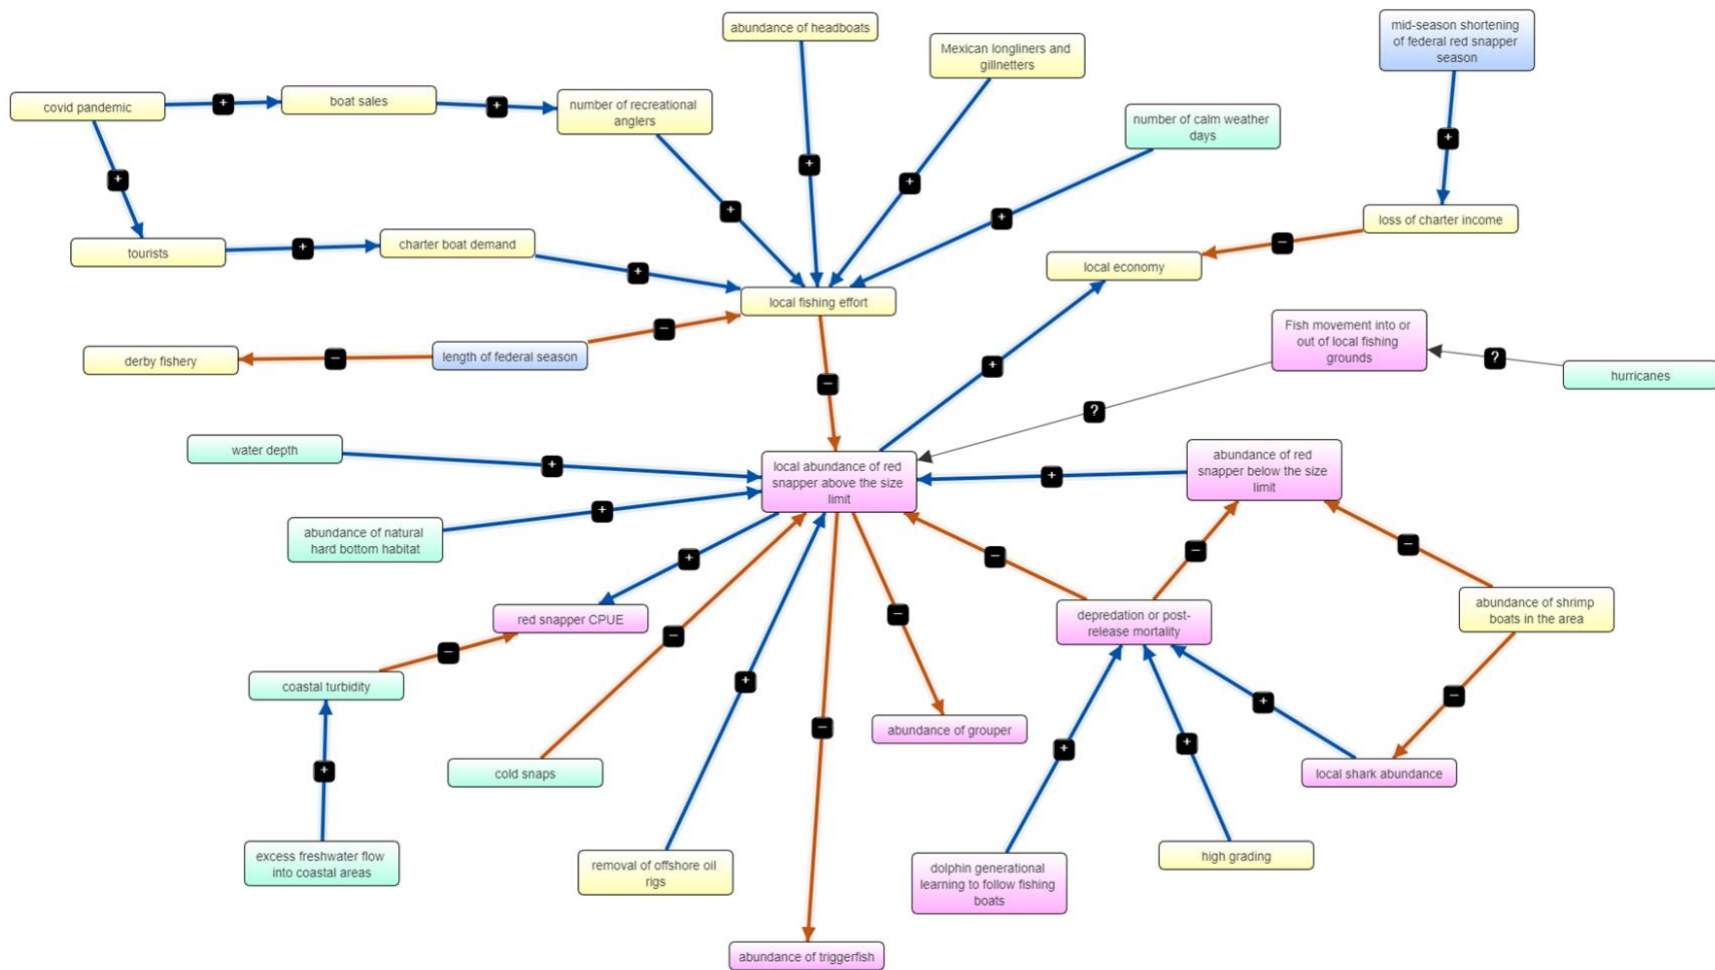 abundance of headboats
mid-season shortening
of federal red snapper
season
Mexican longliners and
gillnetters
covid pandemic
+
boat sales
+
number of recreational
anglers
number of calm weather
days
+
+
+
+
+
+
tourists
+
charter boat demand
+
loss of charter income
−
local economy
+
local fishing effort
−
derby fishery
−
length of federal season
Fish movement into or
out of local fishing
grounds
?
hurricanes
−
+
?
water depth
+
local abundance of red
snapper above the size
limit
+
abundance of red
snapper below the size
limit
abundance of natural
hard bottom habitat
+
+
−
−
−
red snapper CPUE
−
−
depredation or post-
release mortality
abundance of shrimp
boats in the area
−
coastal turbidity
+
−
+
−
abundance of grouper
+
+
+
cold snaps
local shark abundance
excess freshwater flow
into coastal areas
removal of offshore oil
rigs
dolphin generational
learning to follow fishing
boats
high grading
abundance of triggerfish